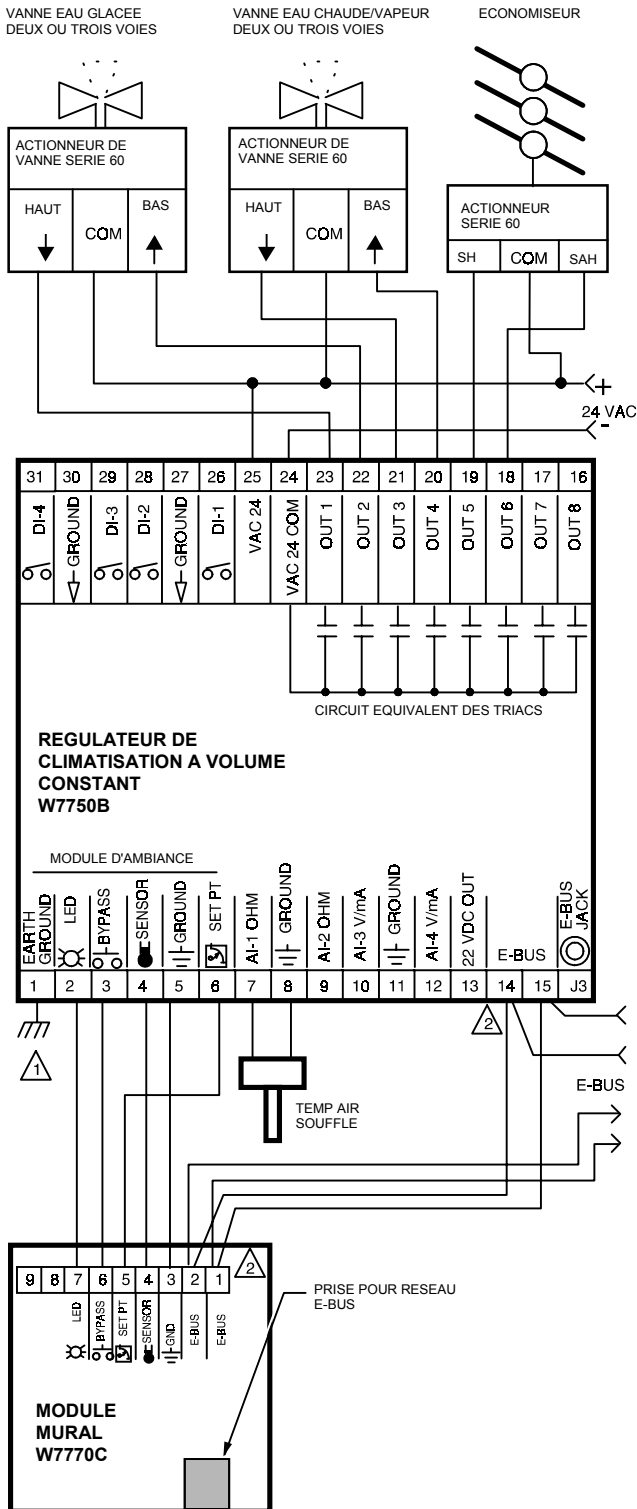 VANNE EAU GLACEE
DEUX OU TROIS VOIES
VANNE EAU CHAUDE/VAPEUR
DEUX OU TROIS VOIES
ECONOMISEUR
ACTIONNEUR DE
VANNE SERIE 60
HAUT
COM
BAS
ACTIONNEUR DE
VANNE SERIE 60
HAUT
COM
BAS
ACTIONNEUR
SERIE 60
SH
COM
SAH
+
24 VAC
-
31 30 29 28 27 26 25 24 23 22 21 20 19 18 17 16
DI-4
GROUND
DI-3
DI-2
GROUND
DI-1
VAC 24
VAC 24 COM
OUT 1
OUT 2
OUT 3
OUT 4
OUT 5
OUT 6
OUT 7
OUT 8
CIRCUIT EQUIVALENT DES TRIACS
REGULATEUR DE
CLIMATISATION A VOLUME
CONSTANT
W7750B
MODULE D'AMBIANCE
EARTH
GROUND
LED
BYPASS
SENSOR
GROUND
SET PT
AI-1 OHM
GROUND
AI-2 OHM
AI-3 V/mA
GROUND
AI-4 V/mA
22 VDC OUT
E-BUS
E-BUS
JACK
1 2 3 4 5 6 7 8 9 10 11 12 13 14 15 J3
1
2
TEMP AIR
SOUFFLE
E-BUS
9 8 7 6 5 4 3 2 1
2
LED
BYPASS
SET PT
SENSOR
GND
E-BUS
E-BUS
PRISE POUR RESEAU
E-BUS
MODULE
MURAL
W7770C